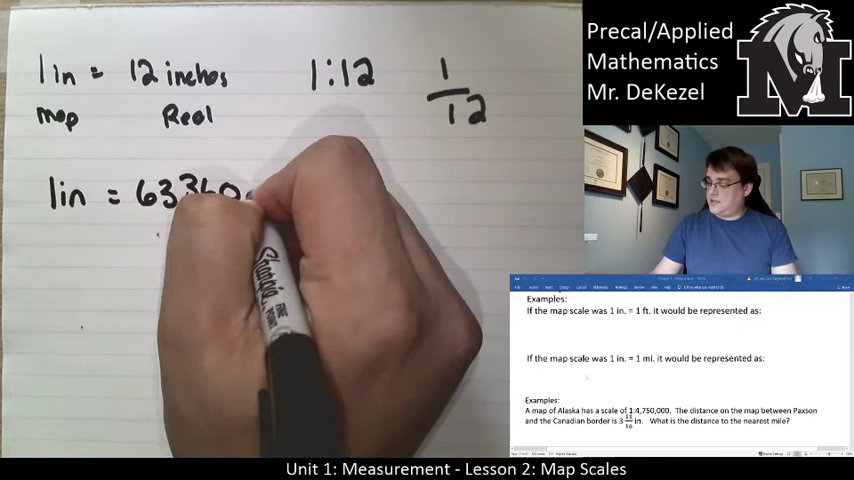 1 in = 12 inches 1:12 1/12
map Real
1 in = 63360
Sharpie
FINE
POINT
Precal/Applied
Mathematics
Mr. DeKezel
M
Examples:
If the map scale was 1 in. = 1 ft. it would be represented as:
If the map scale was 1 in. = 1 mi. it would be represented as:
Examples:
A map of Alaska has a scale of 1:4,750,000. The distance on the map between Paxson
and the Canadian border is 3 11/16 in. What is the distance to the nearest mile?
Unit 1: Measurement - Lesson 2: Map Scales